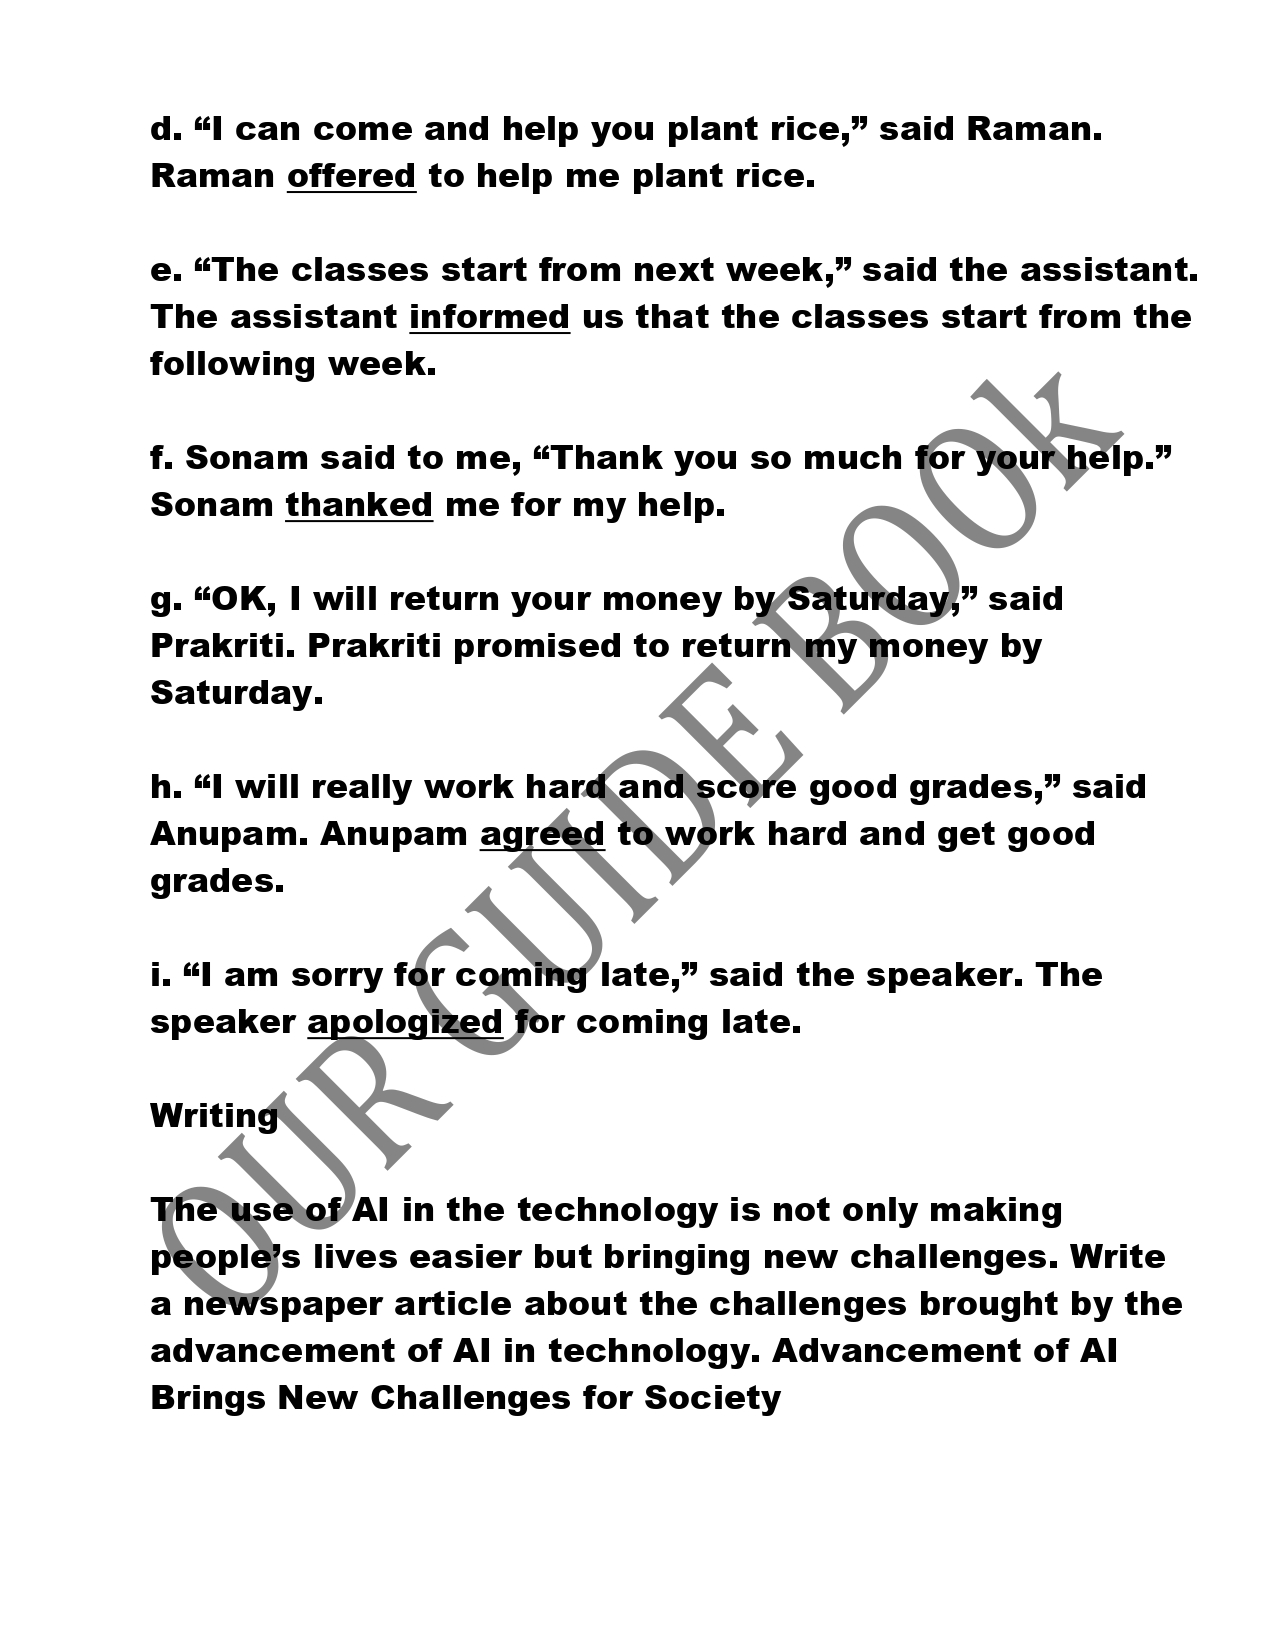 d. “I can come and help you plant rice,” said Raman.
Raman offered to help me plant rice.
e. “The classes start from next week,” said the assistant.
The assistant informed us that the classes start from the
following week.
f. Sonam said to me, “Thank you so much for your help.”
Sonam thanked me for my help.
g. “OK, I will return your money by Saturday,” said
Prakriti. Prakriti promised to return my money by
Saturday.
h. “I will really work hard and score good grades,” said
Anupam. Anupam agreed to work hard and get good
grades.
i. “I am sorry for coming late,” said the speaker. The
speaker apologized for coming late.
Writing
The use of AI in the technology is not only making
people’s lives easier but bringing new challenges. Write
a newspaper article about the challenges brought by the
advancement of AI in technology. Advancement of AI
Brings New Challenges for Society
OUR GUIDE BOOk